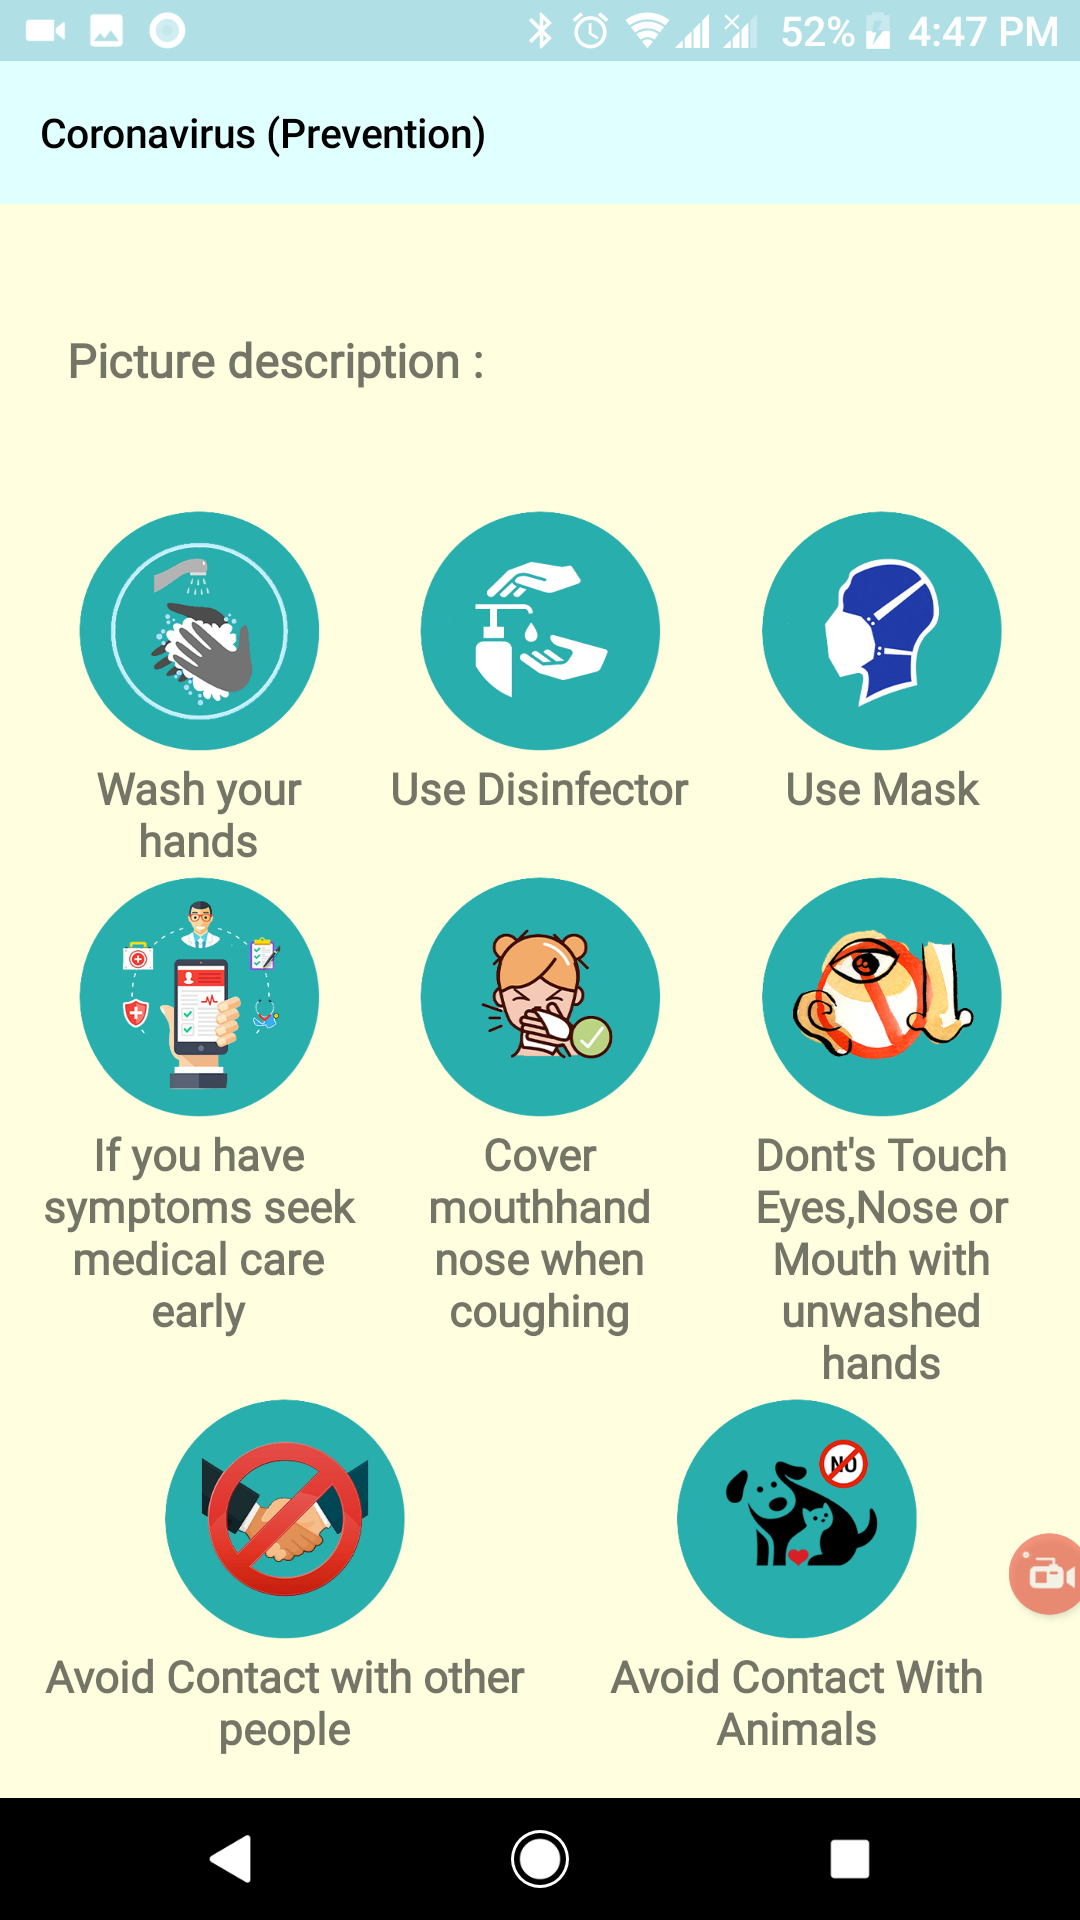 52% 4:47 PM
Coronavirus (Prevention)
Picture description :
Wash your
hands
Use Disinfector
Use Mask
If you have
symptoms seek
medical care
early
Cover
mouthhand
nose when
coughing
Dont's Touch
Eyes,Nose or
Mouth with
unwashed
hands
NO
Avoid Contact with other
people
Avoid Contact With
Animals